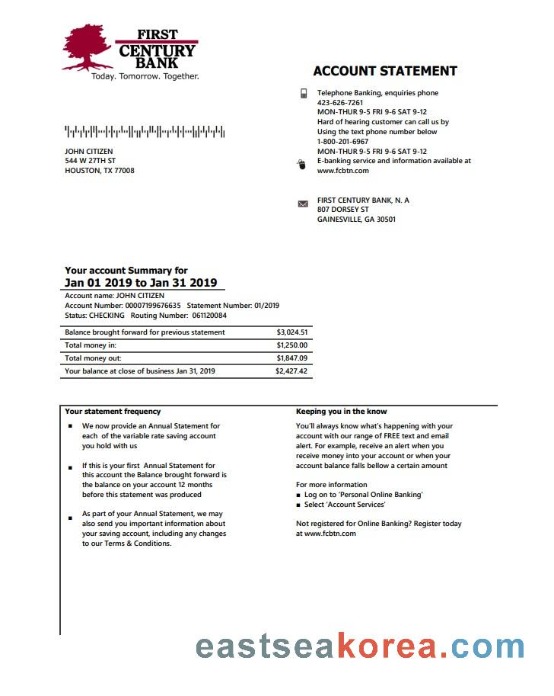 FIRST
CENTURY
BANK
Today. Tomorrow. Together.
ACCOUNT STATEMENT
Telephone Banking, enquiries phone
423-626-7261
MON-THUR 9-5 FRI 9-6 SAT 9-12
Hard of hearing customer can call us by
Using the text phone number below
1-800-201-6967
MON-THUR 9-5 FRI 9-6 SAT 9-12
E-banking service and information available at
www.fcbtn.com
JOHN CITIZEN
544 W 27TH ST
HOUSTON, TX 77008
FIRST CENTURY BANK, N. A
807 DORSEY ST
GAINESVILLE, GA 30501
Your account Summary for
Jan 01 2019 to Jan 31 2019
Account name: JOHN CITIZEN
Account Number: 00007199676635 Statement Number: 01/2019
Status: CHECKING Routing Number: 061120084
Balance brought forward for previous statement $3,024.51
Total money in: $1,250.00
Total money out: $1,847.09
Your balance at close of business Jan 31, 2019 $2,427.42
Your statement frequency
We now provide an Annual Statement for
each of the variable rate saving account
you hold with us
If this is your first Annual Statement for
this account the Balance brought forward is
the balance on your account 12 months
before this statement was produced
As part of your Annual Statement, we may
also send you important information about
your saving account, including any changes
to our Terms & Conditions.
Keeping you in the know
You'll always know what's happening with your
account with our range of FREE text and email
alert. For example, receive an alert when you
receive money into your account or when your
account balance falls bellow a certain amount
For more information
Log on to 'Personal Online Banking'
Select 'Account Services'
Not registered for Online Banking? Register today
at www.fcbtn.com
eastseakorea.com